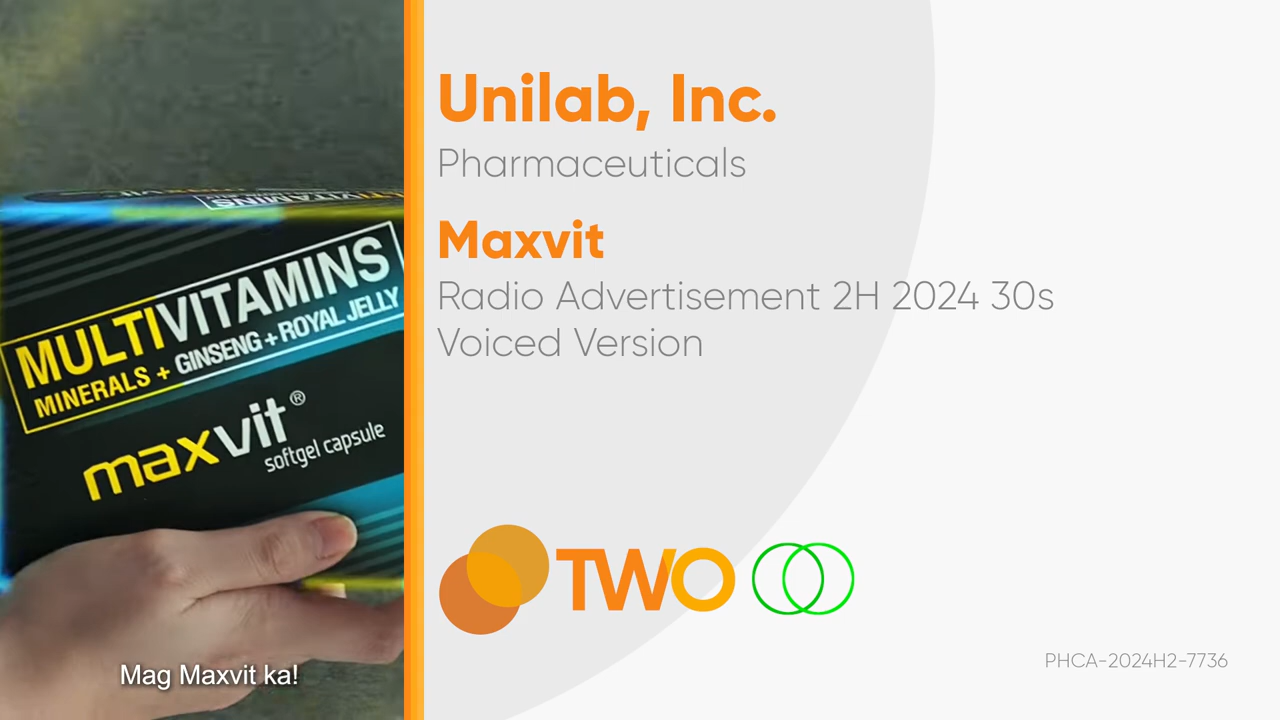 MULTIVITAMINS
MINERALS + GINSENG + ROYAL JELLY
maxvit®
softgel capsule
Mag Maxvit ka!
Unilab, Inc.
Pharmaceuticals
Maxvit
Radio Advertisement 2H 2024 30s
Voiced Version
TWO
PHCA-2024H2-7736